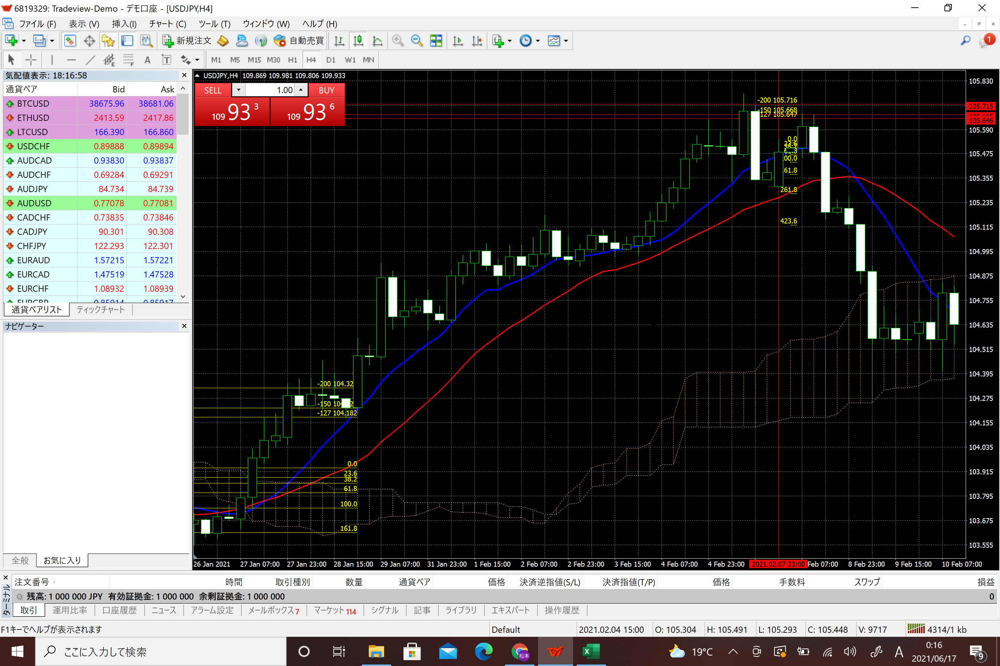 6819329: Tradeview-Demo - デモ口座 - [USDJPY,H4]
ファイル (F) 表示 (V) 挿入(I) チャート (C) ツール (T) ウィンドウ (W) ヘルプ (H)
新規注文 自動売買
1
A T E F
M1 M5 M15 M30 H1 H4 D1 W1 MN
気配値表示: 18:16:58
通貨ペア Bid Ask
BTCUSD 38675.96 38681.06
ETHUSD 2413.59 2417.86
LTCUSD 166.390 166.860
USDCHF 0.89888 0.89894
AUDCAD 0.93830 0.93837
AUDCHF 0.69284 0.69291
AUDJPY 84.734 84.739
AUDUSD 0.77078 0.77081
CADCHF 0.73835 0.73846
CADJPY 90.301 90.308
CHFJPY 122.293 122.301
EURAUD 1.57215 1.57221
EURCAD 1.47519 1.47528
EURCHF 1.08932 1.08939
EURGBP 0.85914 0.85917
通貨ペアリスト ティックチャート
ナビゲーター
全般 お気に入り
USDJPY,H4 109.869 109.981 109.806 109.933
SELL 1.00 BUY
109 93 3 109 93 6
-200 105.716
-150 105.668
-127 105.647
0.0
23.6
261.8
423.6
-200 104.32
-127 104.182
0.0
23.6
38.2
61.8
100.0
161.8
105.830
105.715
105.646
105.590
105.475
105.355
105.235
105.115
104.995
104.875
104.755
104.635
104.515
104.395
104.275
104.155
104.035
103.915
103.795
103.675
103.555
26 Jan 2021 27 Jan 07:00 27 Jan 23:00 28 Jan 15:00 29 Jan 07:00 31 Jan 23:00 1 Feb 15:00 2 Feb 07:00 2 Feb 23:00 3 Feb 15:00 4 Feb 07:00 4 Feb 23:00 2021.02.07 23:00 Feb 07:00 8 Feb 23:00 9 Feb 15:00 10 Feb 07:00
ターミナル
注文番号 時間 取引種別 数量 通貨ペア 価格 決済逆指値(S/L) 決済指値(T/P) 価格 手数料 スワップ 損益
残高: 1 000 000 JPY 有効証拠金: 1 000 000 余剰証拠金: 1 000 000 0
取引 運用比率 口座履歴 ニュース アラーム設定 メールボックス 7 マーケット 114 シグナル 記事 ライブラリ エキスパート 操作履歴
F1キーでヘルプが表示されます Default 2021.02.04 15:00 O: 105.304 H: 105.491 L: 105.293 C: 105.448 V: 9717 4314/1 kb
ここに入力して検索 松本 19°C A 0:16
2021/06/17 9